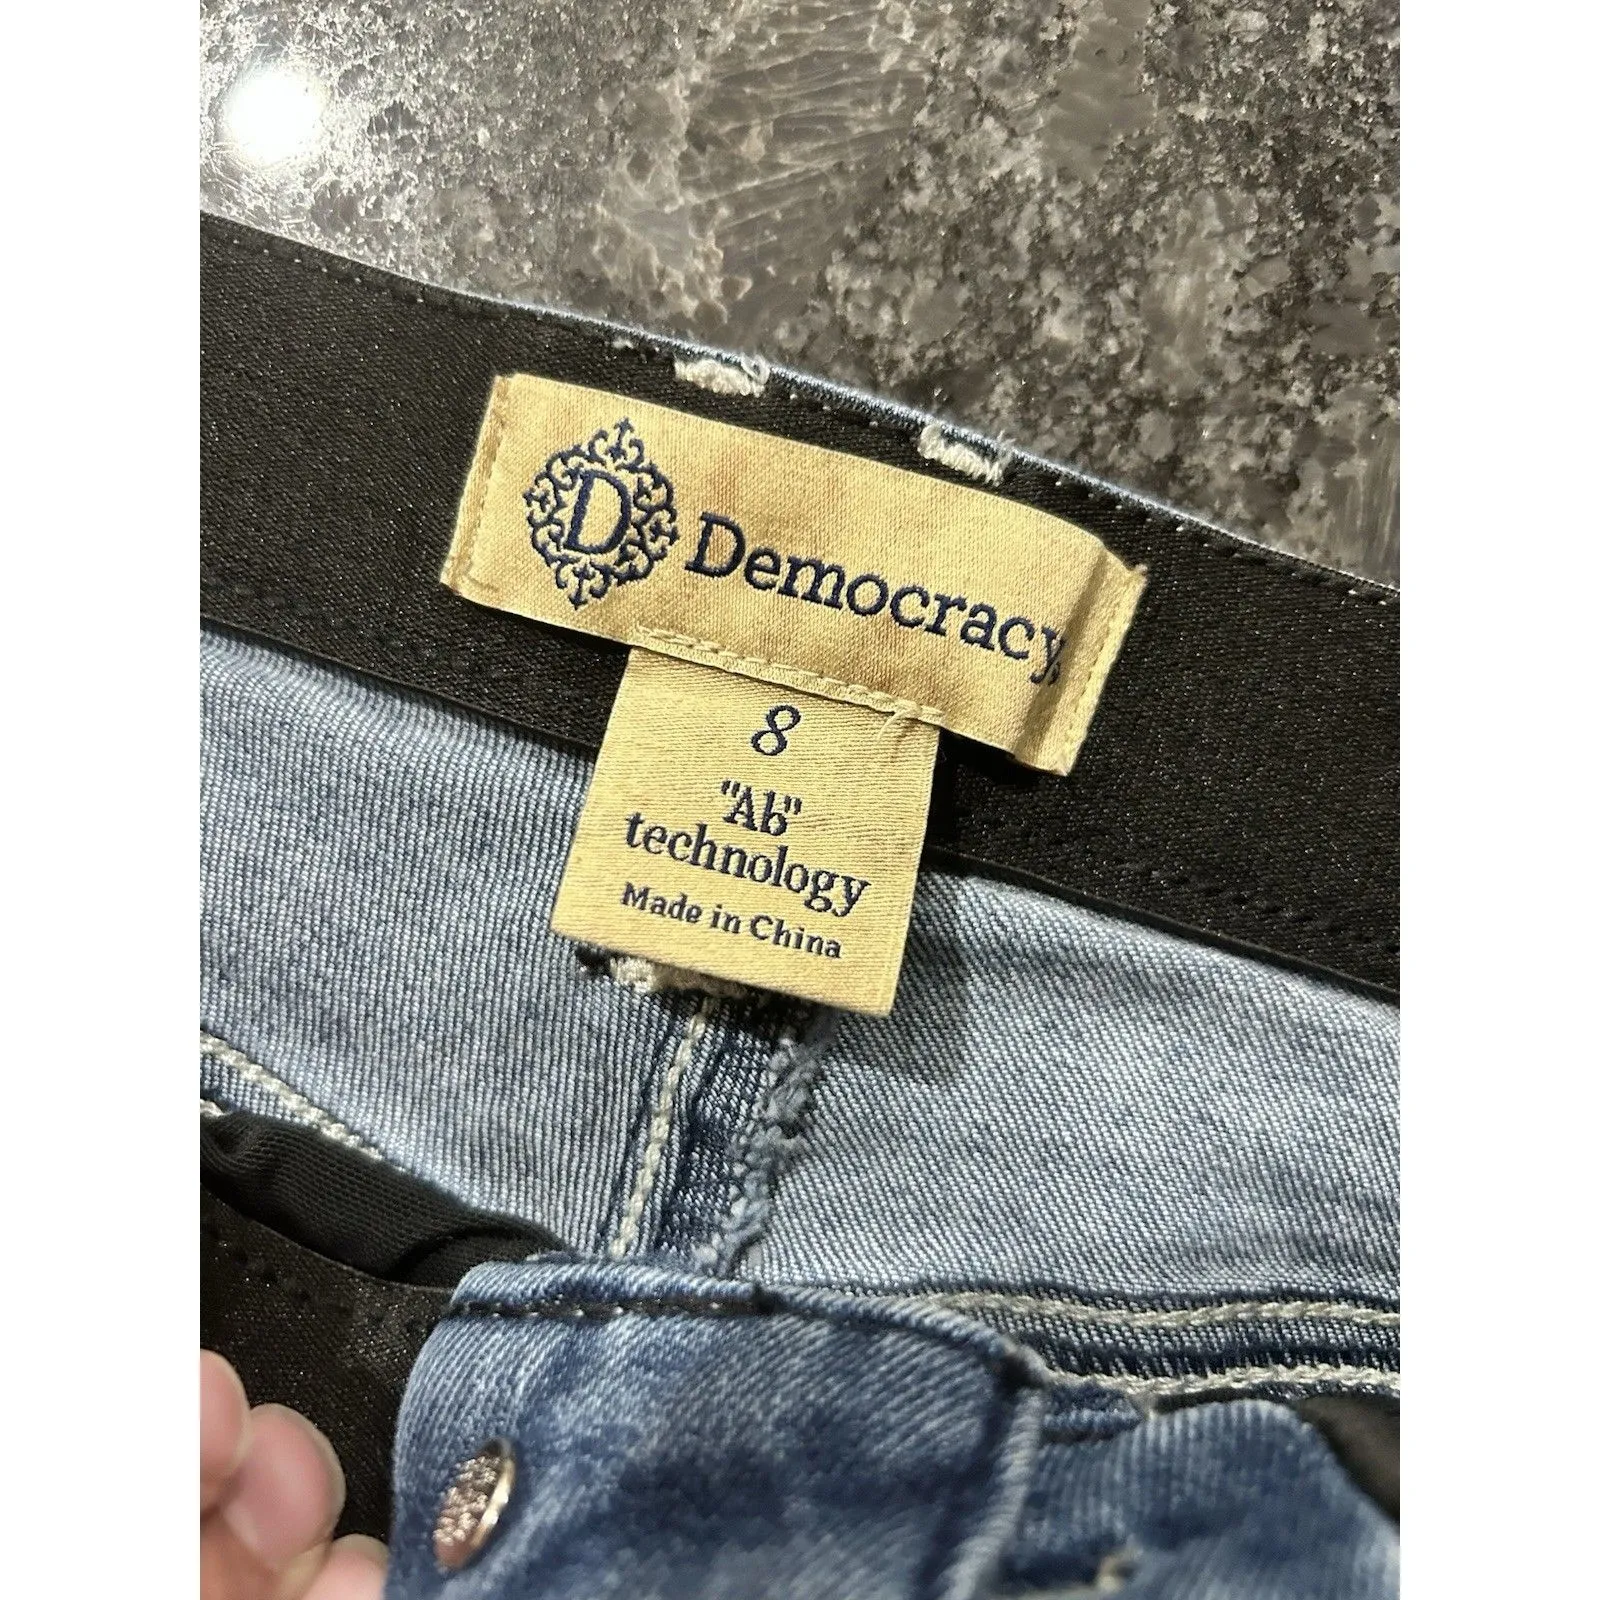 D
Democracy
8
"Ab"
technology
Made in China